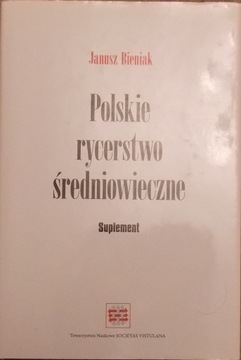 Janusz Bieniak
Polskie
rycerstwo
średniowieczne
Suplement
Towarzystwo Naukowe SOCIETAS VISTULANA